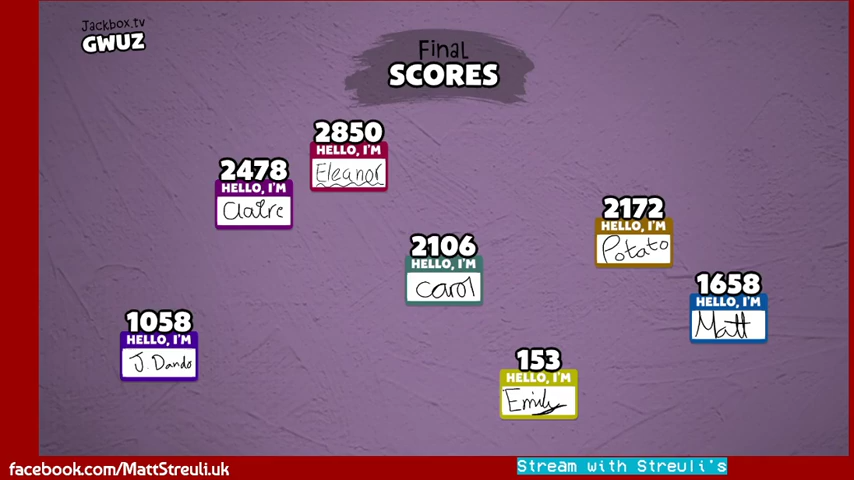 Jackbox.tv
GWUZ
Final
SCORES
2850
HELLO, I'M
Eleanor
2478
HELLO, I'M
Claire
2172
HELLO, I'M
Potato
2106
HELLO, I'M
Carol
1658
HELLO, I'M
Matt
1058
HELLO, I'M
J. Dando
153
HELLO, I'M
Emily
facebook.com/MattStreuli.uk
Stream with Streuli's